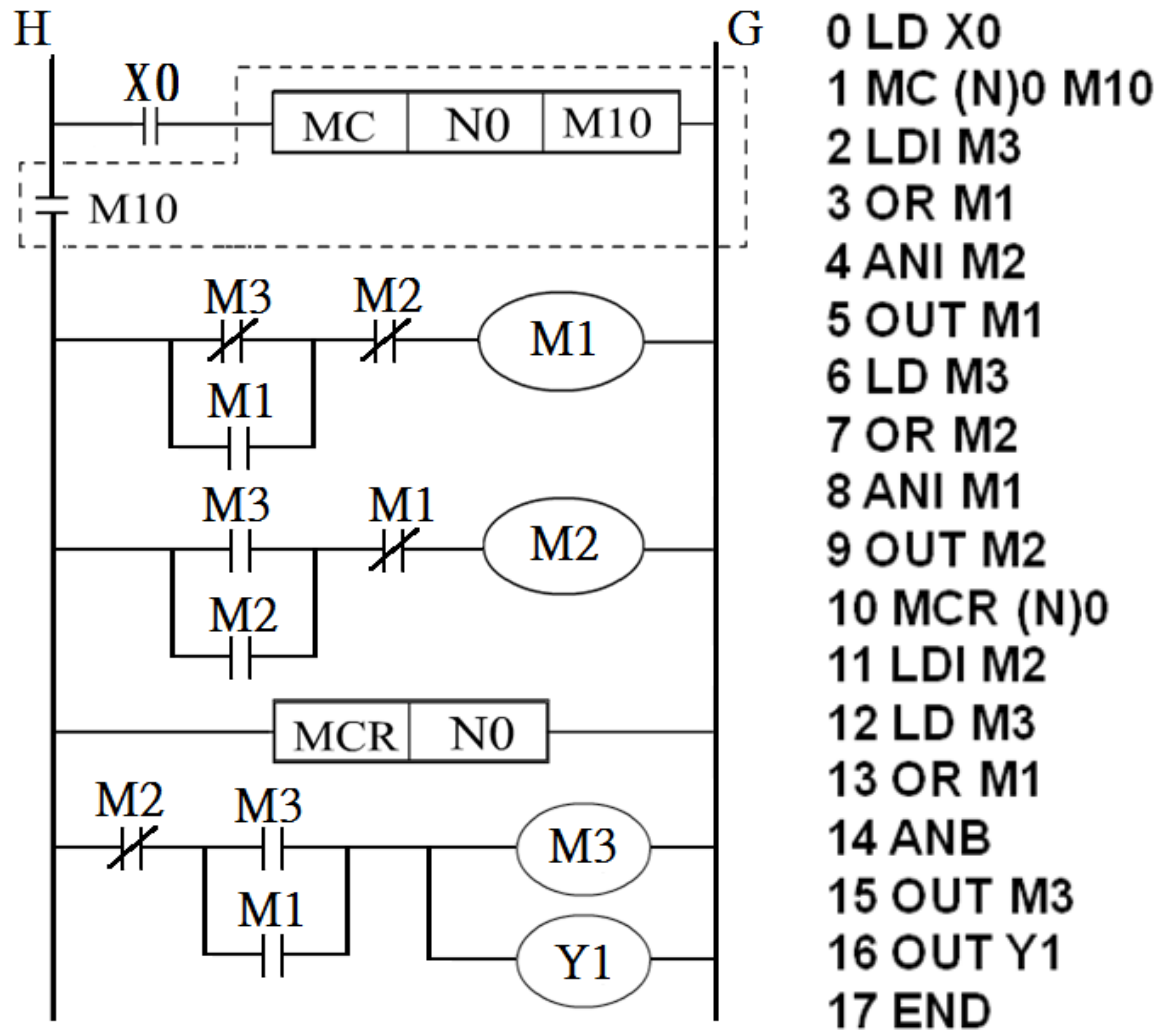 H
G
X0
MC N0 M10
M10
M3 M2
M1
M1
M3 M1
M2
M2
MCR N0
M2 M3
M3
M1
Y1
0 LD X0
1 MC (N)0 M10
2 LDI M3
3 OR M1
4 ANI M2
5 OUT M1
6 LD M3
7 OR M2
8 ANI M1
9 OUT M2
10 MCR (N)0
11 LDI M2
12 LD M3
13 OR M1
14 ANB
15 OUT M3
16 OUT Y1
17 END